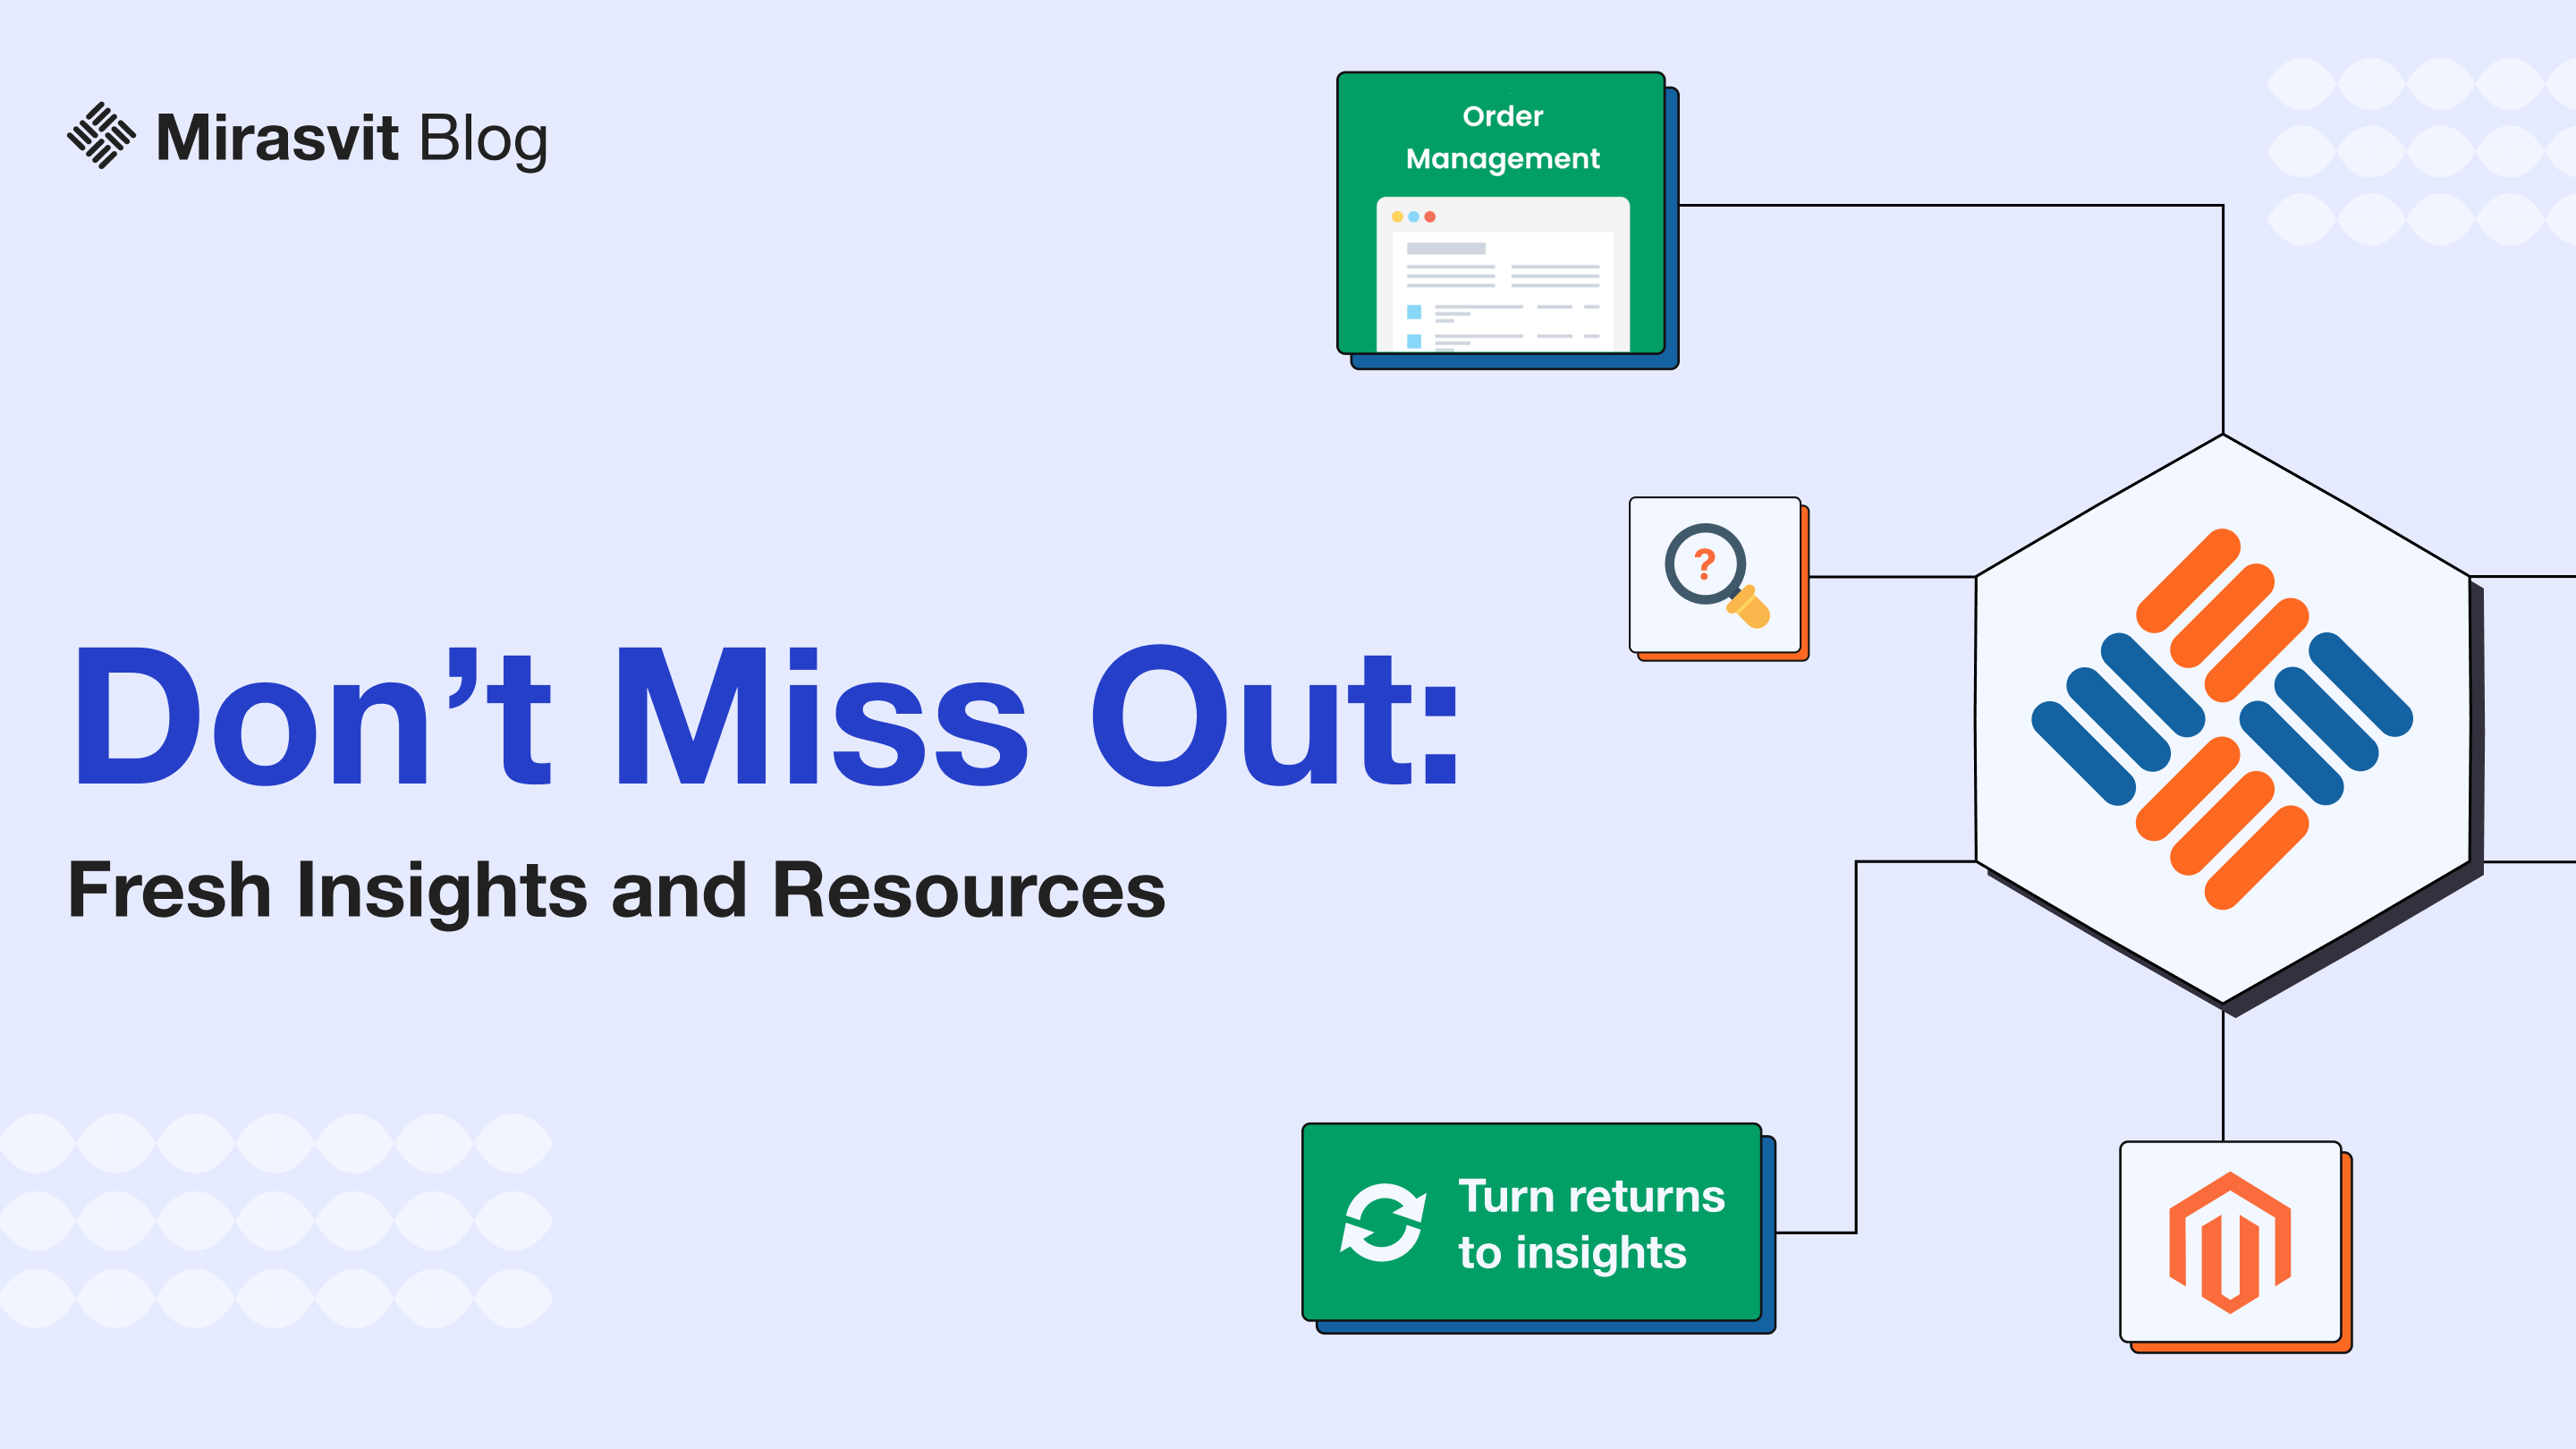 Mirasvit Blog
Order
Management
?
Don’t Miss Out:
Fresh Insights and Resources
Turn returns
to insights